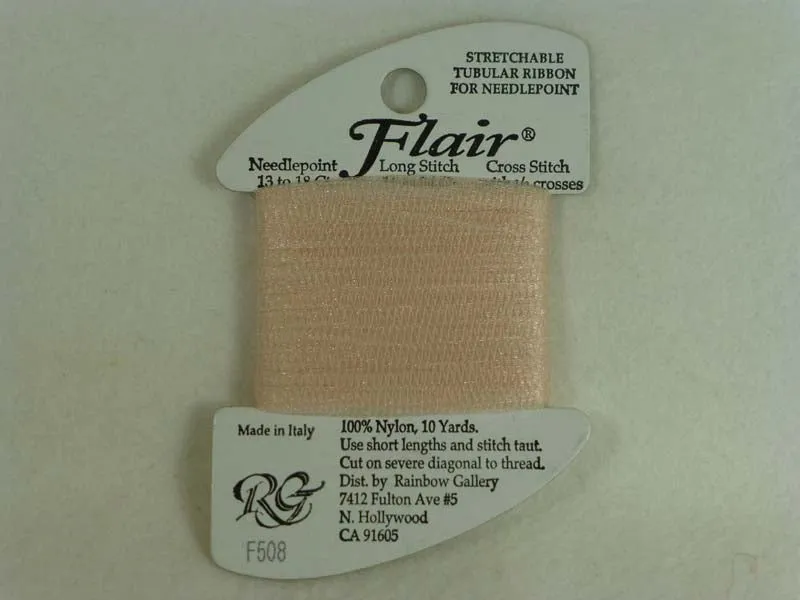 STRETCHABLE
TUBULAR RIBBON
FOR NEEDLEPOINT
Flair®
Needlepoint Long Stitch Cross Stitch
13 to 18 crosses
Made in Italy
100% Nylon, 10 Yards.
Use short lengths and stitch taut.
Cut on severe diagonal to thread.
Dist. by Rainbow Gallery
7412 Fulton Ave #5
N. Hollywood
CA 91605
RG
F508